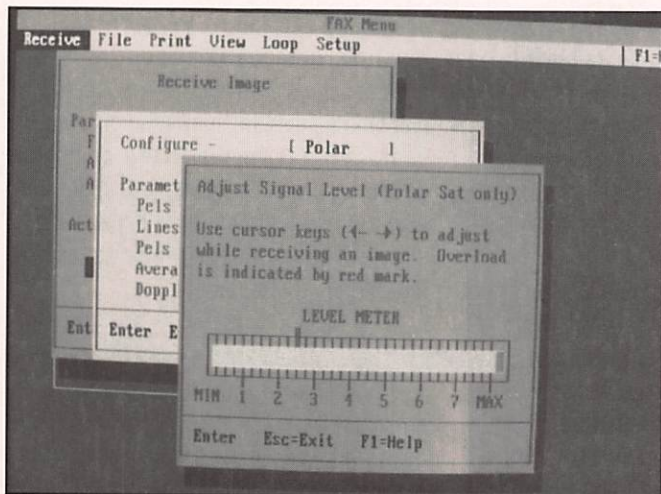 FAX Menu
Receive File Print View Loop Setup F1=H
Receive Image
Par
F
A
A
Act
Ent
Configure - [ Polar ]
Paramet
Pels
Lines
Pels
Avera
Doppl
Enter E
Adjust Signal Level (Polar Sat only)
Use cursor keys (←- -→) to adjust
while receiving an image. Overload
is indicated by red mark.
LEVEL METER
MIN 1 2 3 4 5 6 7 MAX
Enter Esc=Exit F1=Help